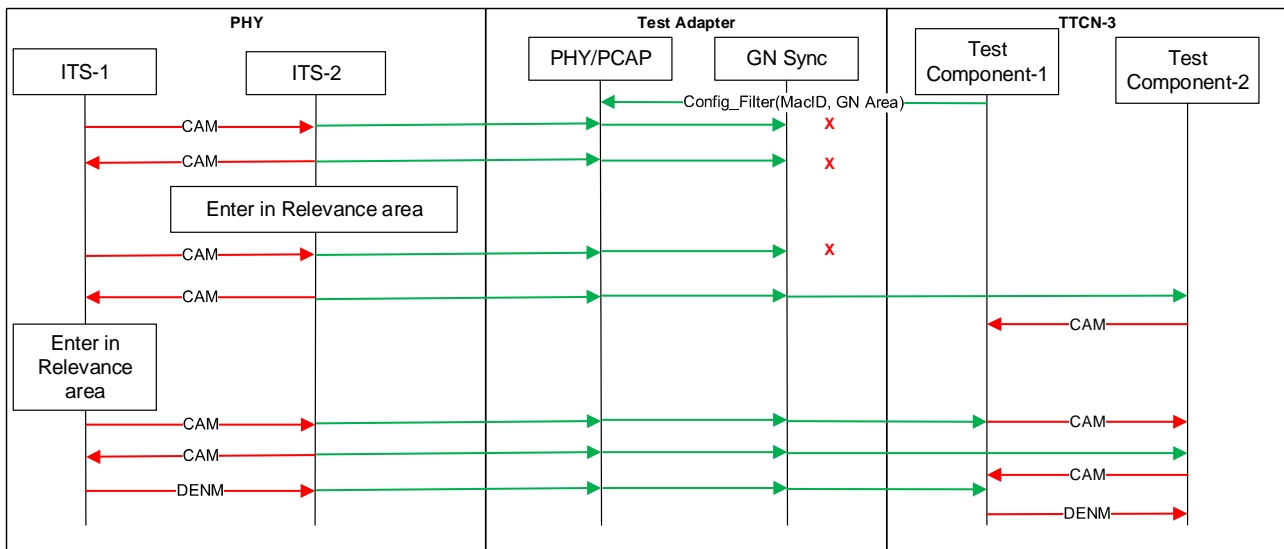 PHY
Test Adapter
TTCN-3
ITS-1
ITS-2
PHY/PCAP
GN Sync
Test
Component-1
Test
Component-2
Config_Filter(MacID, GN Area)
CAM
X
CAM
X
Enter in Relevance area
CAM
X
CAM
Enter in
Relevance
area
CAM
CAM
CAM
CAM
CAM
DENM
DENM